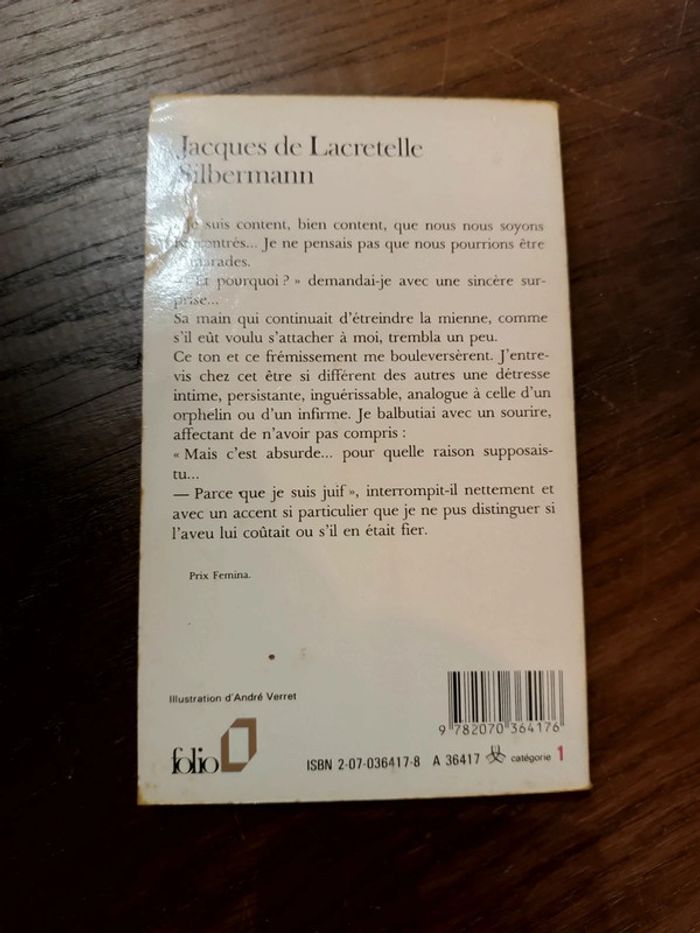 Jacques de Lacretelle
Silbermann
Je suis content, bien content, que nous nous soyons
rencontrés... Je ne pensais pas que nous pourrions être
camarades.
— Et pourquoi ? » demandai-je avec une sincère sur-
prise...
Sa main qui continuait d'étreindre la mienne, comme
s'il eût voulu s'attacher à moi, trembla un peu.
Ce ton et ce frémissement me bouleversèrent. J'entre-
vis chez cet être si différent des autres une détresse
intime, persistante, inguérissable, analogue à celle d'un
orphelin ou d'un infirme. Je balbutiai avec un sourire,
affectant de n'avoir pas compris :
« Mais c'est absurde... pour quelle raison supposais-
tu...
— Parce que je suis juif », interrompit-il nettement et
avec un accent si particulier que je ne pus distinguer si
l'aveu lui coûtait ou s'il en était fier.
Prix Femina.
Illustration d'André Verret
9 782070 364176
folio
ISBN 2-07-036417-8 A 36417 catégorie 1